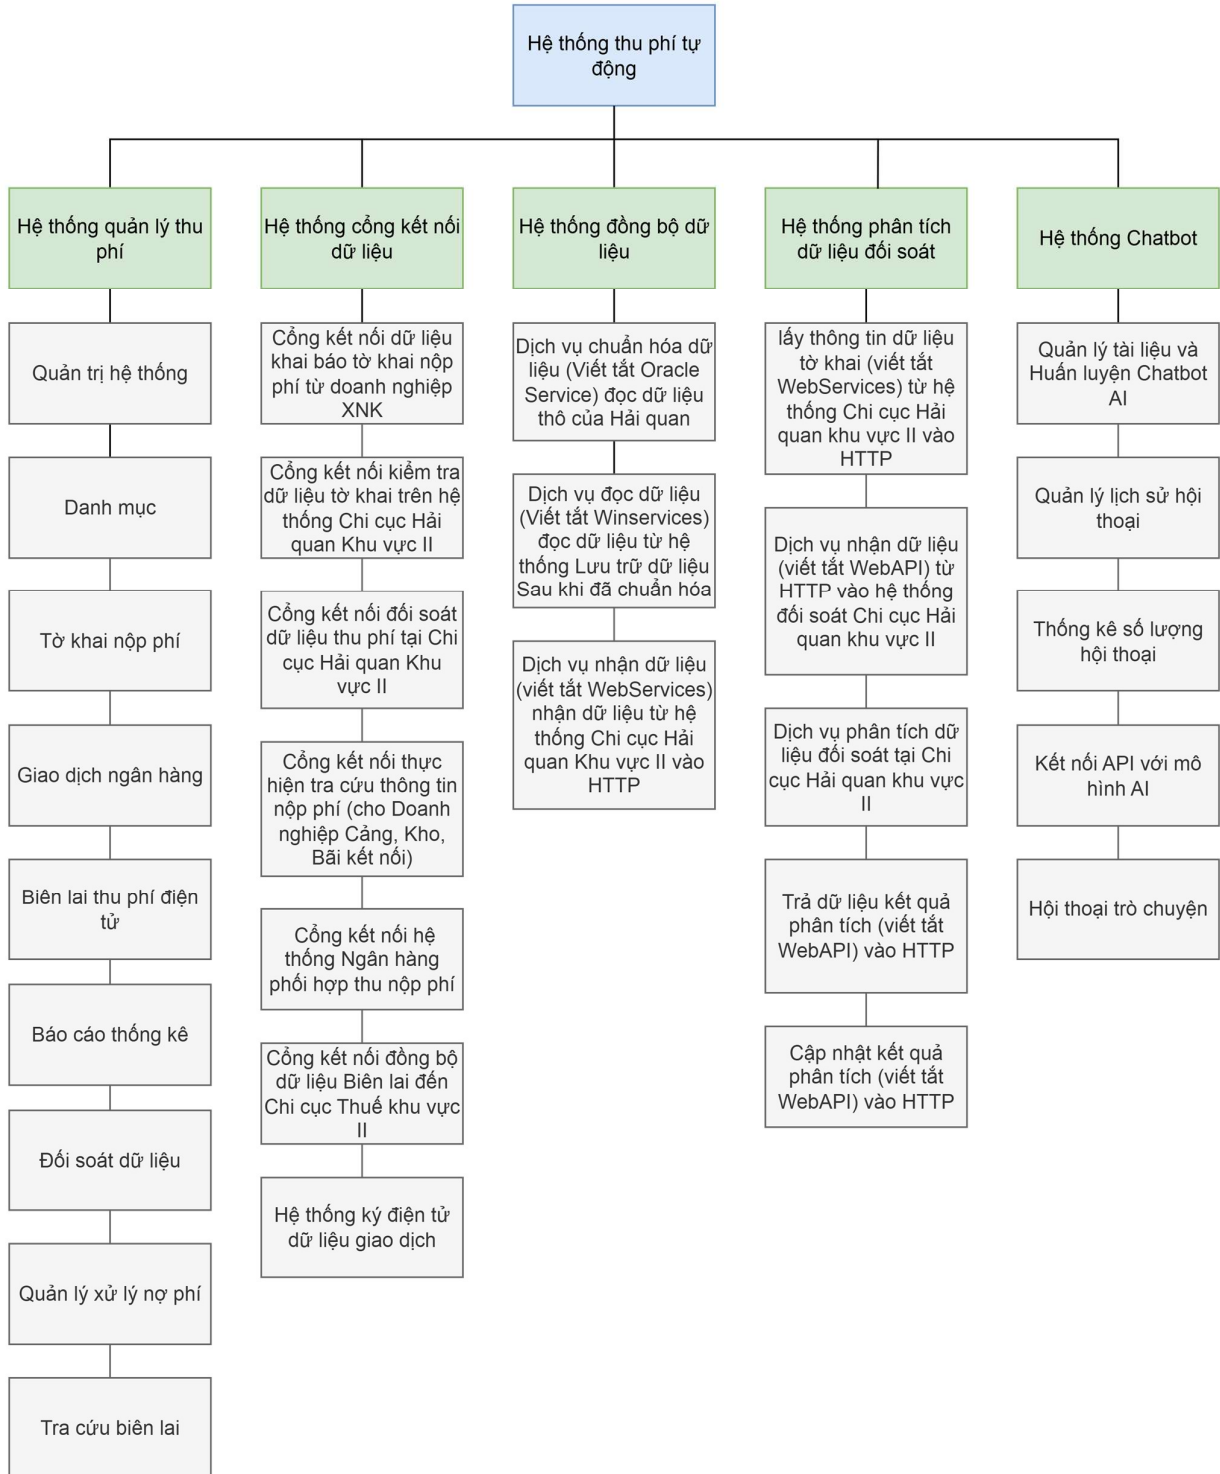 Hệ thống thu phí tự
động
Hệ thống quản lý thu
phí
Hệ thống cổng kết nối
dữ liệu
Hệ thống đồng bộ dữ
liệu
Hệ thống phân tích
dữ liệu đối soát
Hệ thống Chatbot
Quản trị hệ thống
Danh mục
Tờ khai nộp phí
Giao dịch ngân hàng
Biên lai thu phí điện
tử
Báo cáo thống kê
Đối soát dữ liệu
Quản lý xử lý nợ phí
Tra cứu biên lai
Cổng kết nối dữ liệu
khai báo tờ khai nộp
phí từ doanh nghiệp
XNK
Cổng kết nối kiểm tra
dữ liệu tờ khai trên hệ
thống Chi cục Hải
quan Khu vực II
Cổng kết nối đối soát
dữ liệu thu phí tại Chi
cục Hải quan Khu
vực II
Cổng kết nối thực
hiện tra cứu thông tin
nộp phí (cho Doanh
nghiệp Cảng, Kho,
Bãi kết nối)
Cổng kết nối hệ
thống Ngân hàng
phối hợp thu nộp phí
Cổng kết nối đồng bộ
dữ liệu Biên lai đến
Chi cục Thuế khu vực
II
Hệ thống ký điện tử
dữ liệu giao dịch
Dịch vụ chuẩn hóa dữ
liệu (Viết tắt Oracle
Service) đọc dữ liệu
thô của Hải quan
Dịch vụ đọc dữ liệu
(Viết tắt Winservices)
đọc dữ liệu từ hệ
thống Lưu trữ dữ liệu
Sau khi đã chuẩn hóa
Dịch vụ nhận dữ liệu
(viết tắt WebServices)
nhận dữ liệu từ hệ
thống Chi cục Hải
quan Khu vực II vào
HTTP
lấy thông tin dữ liệu
tờ khai (viết tắt
WebServices) từ hệ
thống Chi cục Hải
quan khu vực II vào
HTTP
Dịch vụ nhận dữ liệu
(viết tắt WebAPI) từ
HTTP vào hệ thống
đối soát Chi cục Hải
quan khu vực II
Dịch vụ phân tích dữ
liệu đối soát tại Chi
cục Hải quan khu vực
II
Trả dữ liệu kết quả
phân tích (viết tắt
WebAPI) vào HTTP
Cập nhật kết quả
phân tích (viết tắt
WebAPI) vào HTTP
Quản lý tài liệu và
Huấn luyện Chatbot
AI
Quản lý lịch sử hội
thoại
Thống kê số lượng
hội thoại
Kết nối API với mô
hình AI
Hội thoại trò chuyện